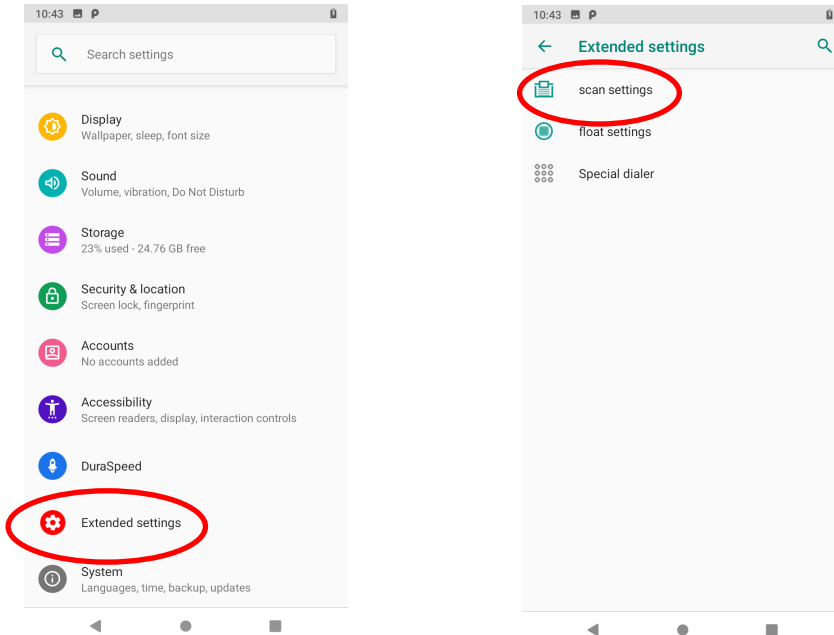 10:43
Search settings
Display
Wallpaper, sleep, font size
Sound
Volume, vibration, Do Not Disturb
Storage
23% used - 24.76 GB free
Security & location
Screen lock, fingerprint
Accounts
No accounts added
Accessibility
Screen readers, display, interaction controls
DuraSpeed
Extended settings
System
Languages, time, backup, updates
10:43
Extended settings
scan settings
float settings
Special dialer